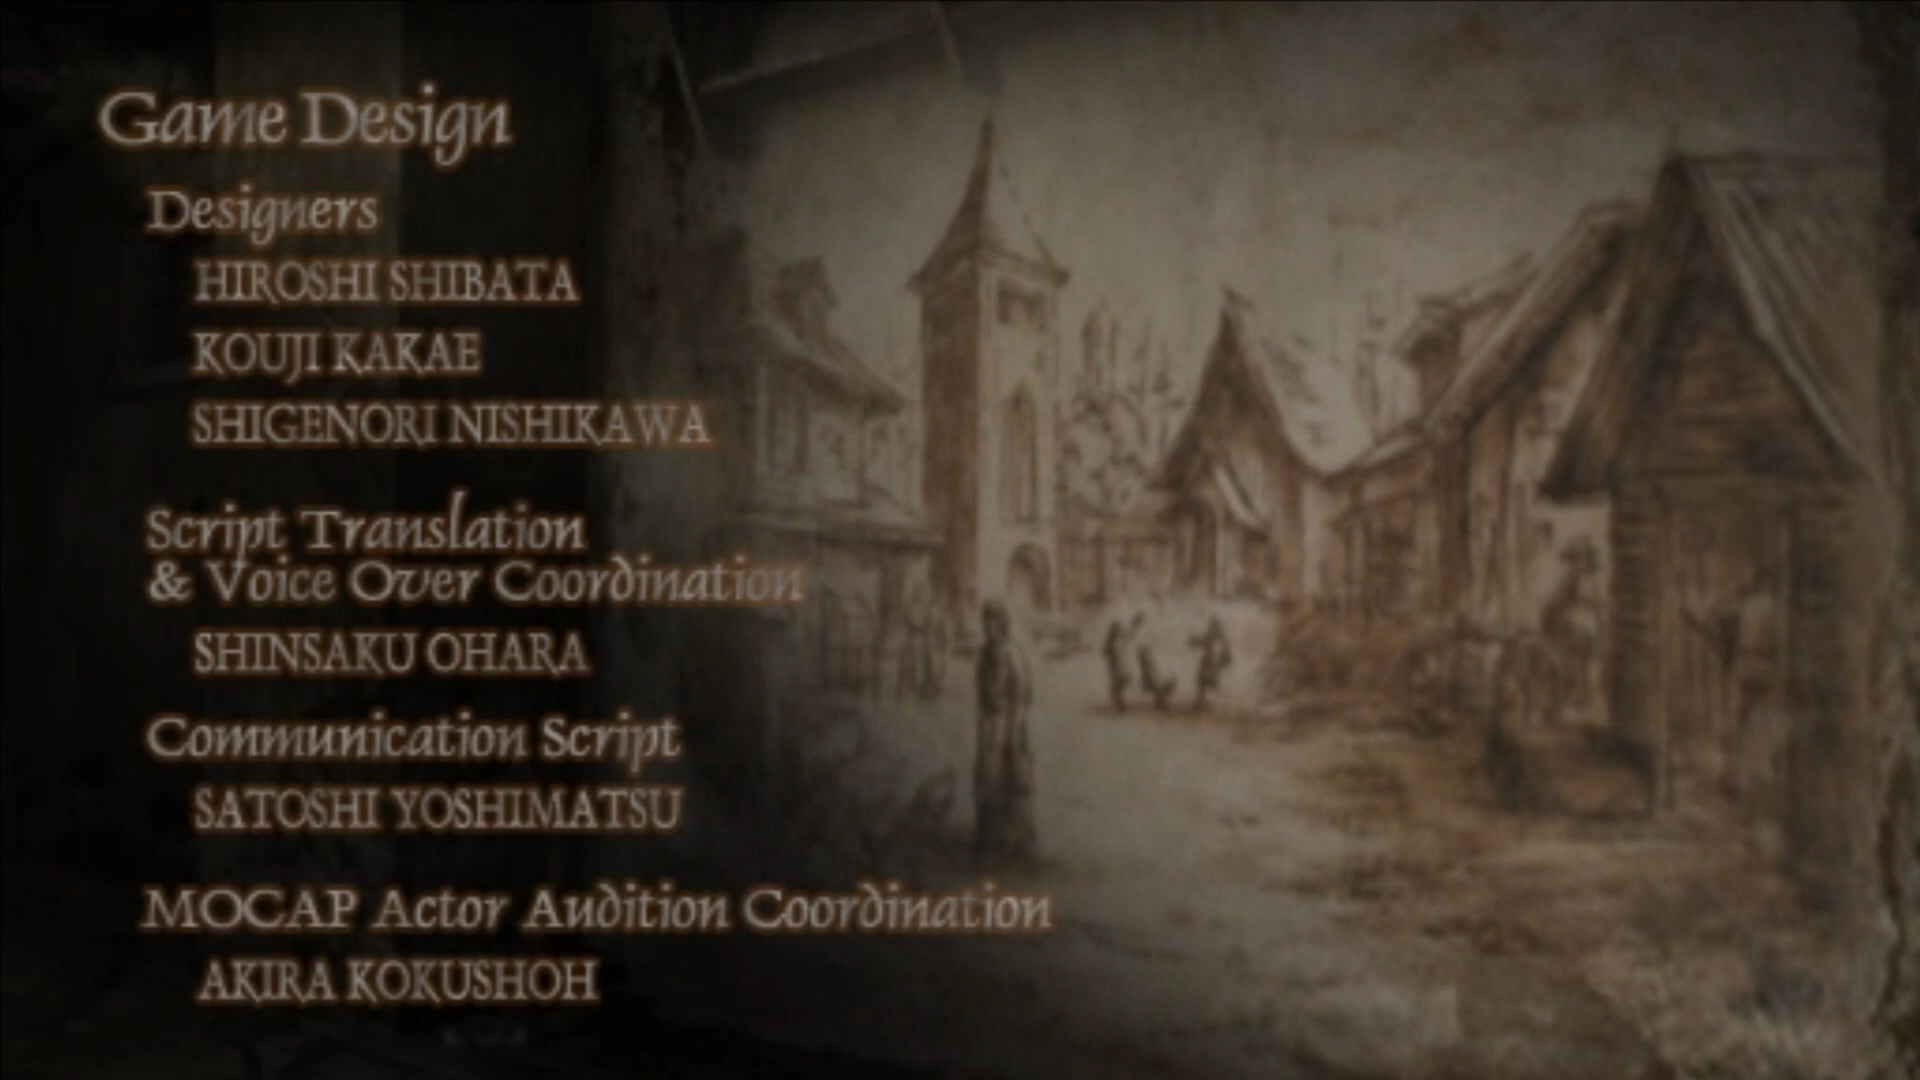 Game Design
Designers
HIROSHI SHIBATA
KOUJI KAKAE
SHIGENORI NISHIKAWA
Script Translation
& Voice Over Coordination
SHINSAKU OHARA
Communication Script
SATOSHI YOSHIMATSU
MOCAP Actor Audition Coordination
AKIRA KOKUSHOH